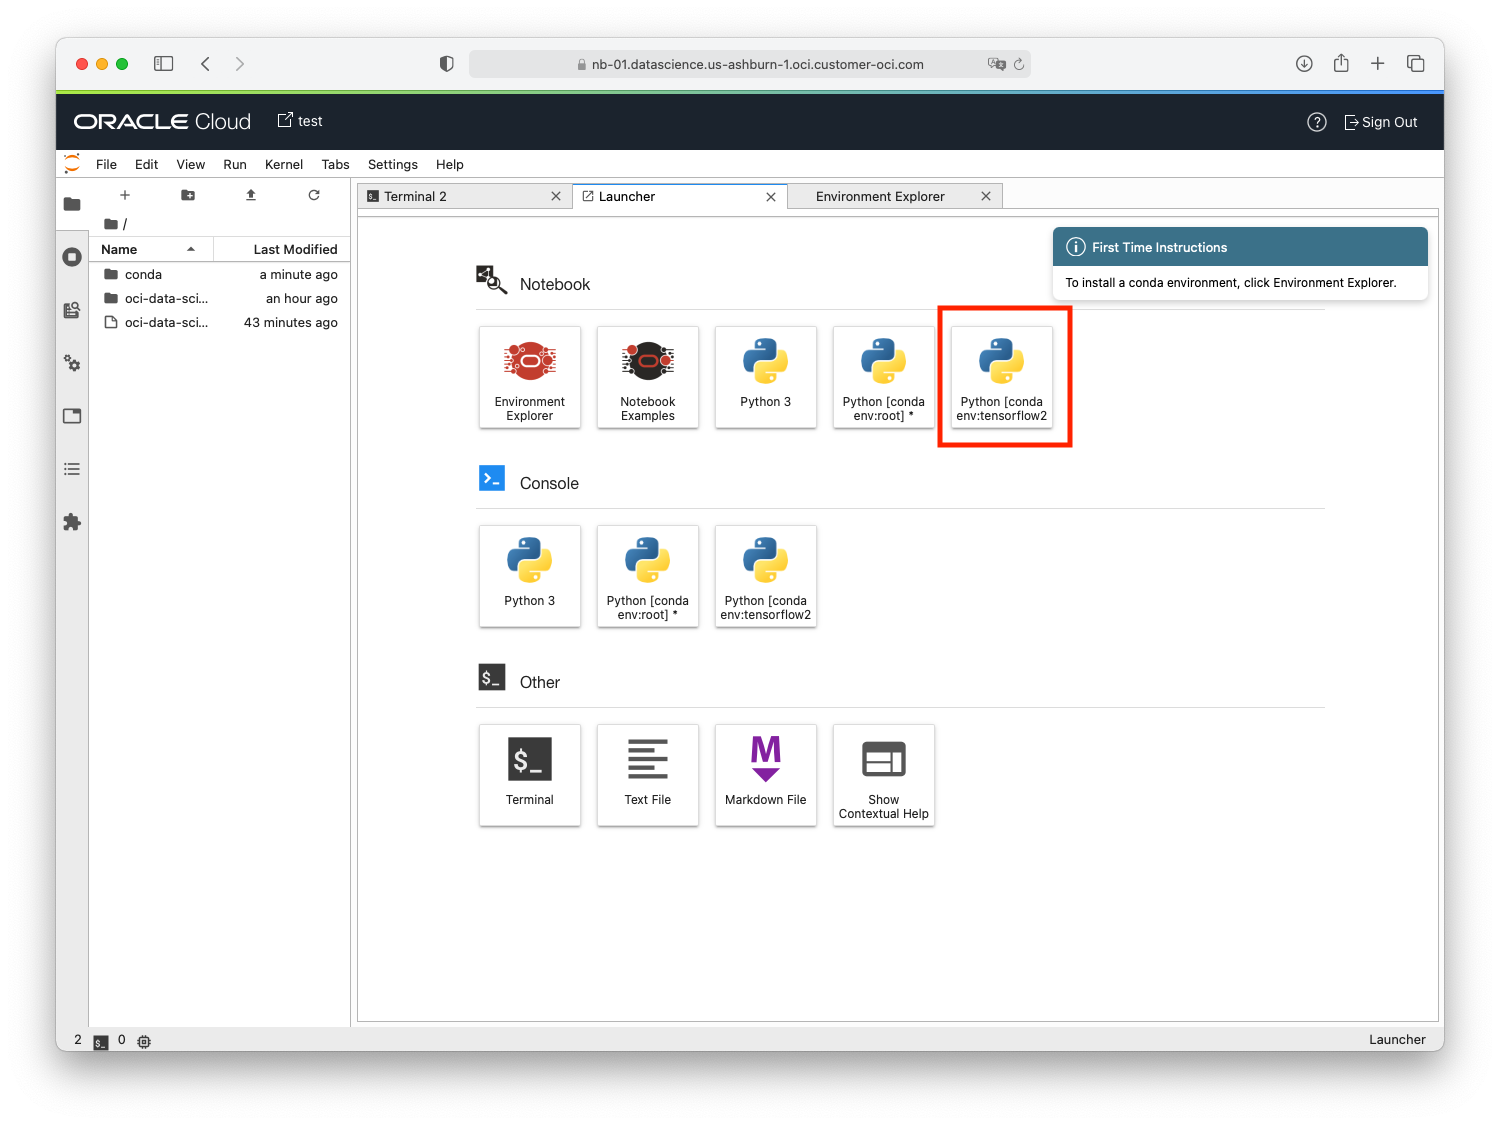 nb-01.datascience.us-ashburn-1.oci.customer-oci.com
ORACLE Cloud test ? Sign Out
File Edit View Run Kernel Tabs Settings Help
Terminal 2 Launcher Environment Explorer
/
Name Last Modified
conda a minute ago
oci-data-sci... an hour ago
oci-data-sci... 43 minutes ago
First Time Instructions
To install a conda environment, click Environment Explorer.
Notebook
Environment
Explorer
Notebook
Examples
Python 3
Python [conda
env:root] *
Python [conda
env:tensorflow2
Console
Python 3
Python [conda
env:root] *
Python [conda
env:tensorflow2
$_ Other
$_
Terminal
Text File
M
Markdown File
Show
Contextual Help
2 $_ 0 Launcher